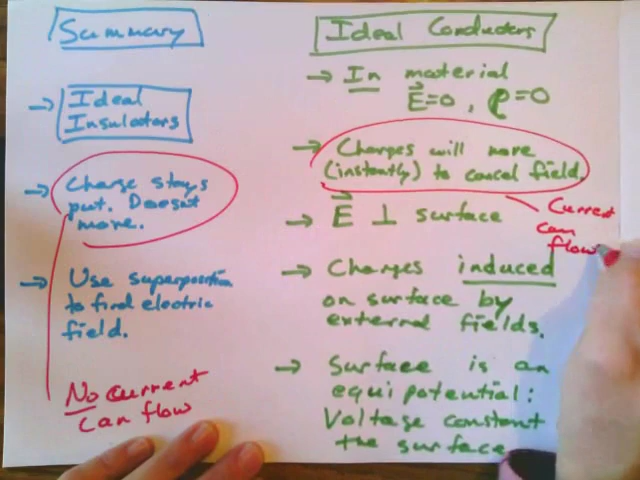 Summary
→ Ideal
Insulators
→ Charge stays
put. Doesn't
move.
→ Use superposition
to find electric
field.
No current
can flow
Ideal Conductors
→ In material
E⃗=0, ρ=0
→ Charges will move
(instantly) to cancel field.
Current
can
flow
→ E⃗ ⊥ surface
→ Charges induced
on surface by
external fields.
→ Surface is an
equipotential:
Voltage constant
the surface